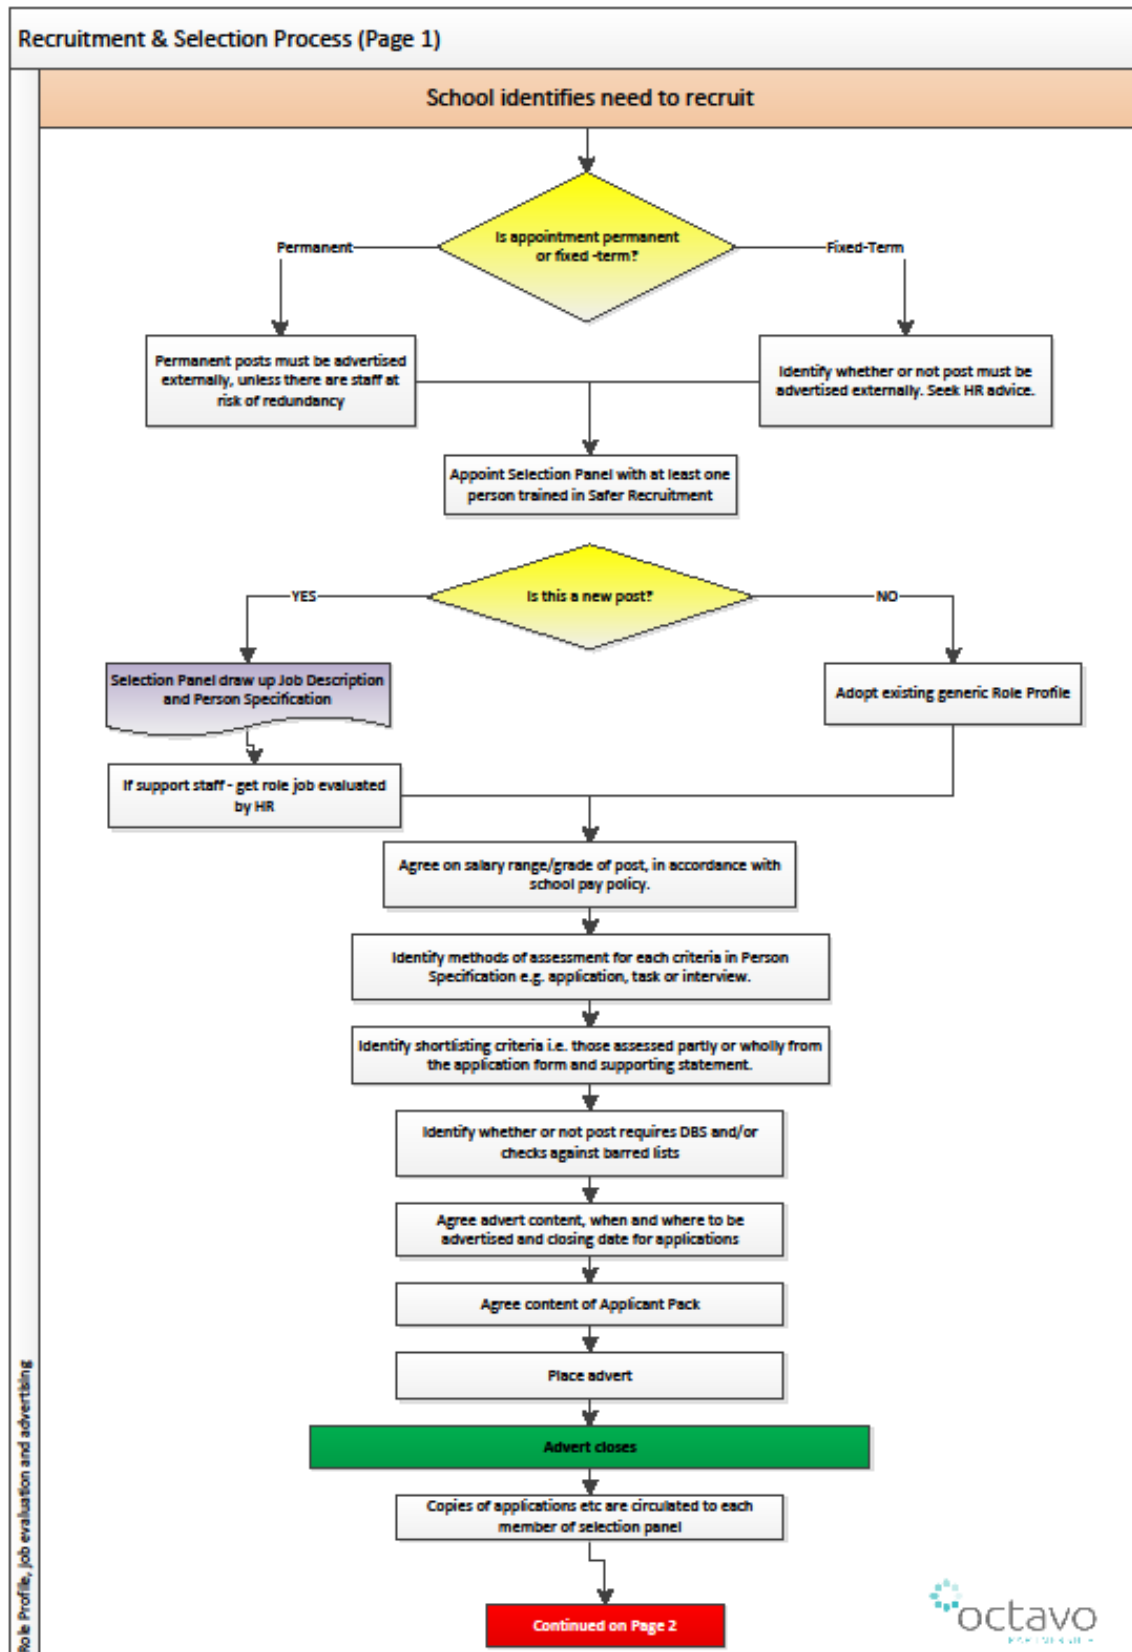 Recruitment & Selection Process (Page 1)
School identifies need to recruit
Is appointment permanent
or fixed -term?
Permanent
Fixed-Term
Permanent posts must be advertised
externally, unless there are staff at
risk of redundancy
Identify whether or not post must be
advertised externally. Seek HR advice.
Appoint Selection Panel with at least one
person trained in Safer Recruitment
Is this a new post?
YES
NO
Selection Panel draw up Job Description
and Person Specification
Adopt existing generic Role Profile
If support staff - get role job evaluated
by HR
Agree on salary range/grade of post, in accordance with
school pay policy.
Identify methods of assessment for each criteria in Person
Specification e.g. application, task or interview.
Identify shortlisting criteria i.e. those assessed partly or wholly from
the application form and supporting statement.
Identify whether or not post requires DBS and/or
checks against barred lists
Agree advert content, when and where to be
advertised and closing date for applications
Agree content of Applicant Pack
Place advert
Advert closes
Copies of applications etc are circulated to each
member of selection panel
Continued on Page 2
Role Profile, job evaluation and advertising
octavo
PARTNERSHIP